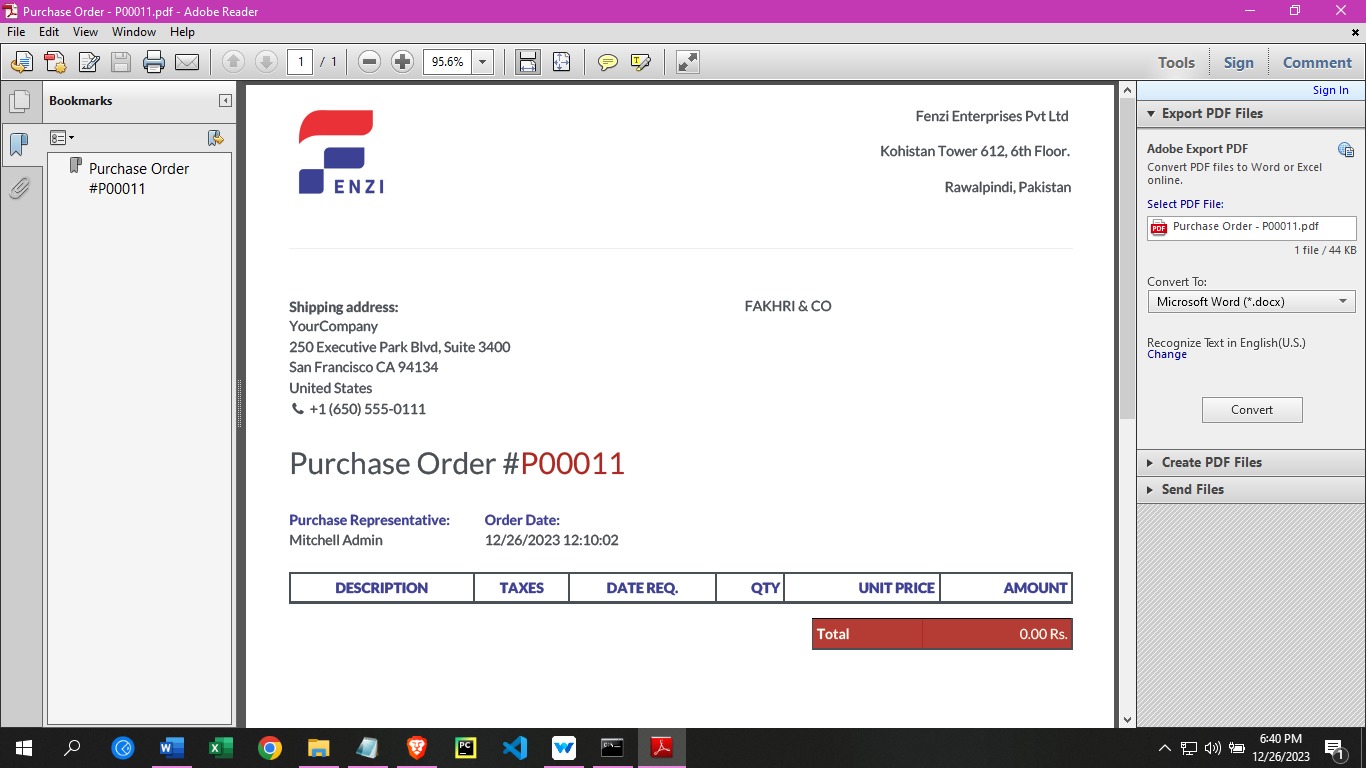 Purchase Order - P00011.pdf - Adobe Reader
File Edit View Window Help
1 / 1 95.6% Tools Sign Comment
Sign In
Bookmarks
Purchase Order
#P00011
ENZI
Fenzi Enterprises Pvt Ltd
Kohistan Tower 612, 6th Floor.
Rawalpindi, Pakistan
Shipping address:
YourCompany
250 Executive Park Blvd, Suite 3400
San Francisco CA 94134
United States
+1 (650) 555-0111
FAKHRI & CO
Purchase Order #P00011
Purchase Representative: Order Date:
Mitchell Admin 12/26/2023 12:10:02
DESCRIPTION TAXES DATE REQ. QTY UNIT PRICE AMOUNT
Total 0.00 Rs.
Export PDF Files
Adobe Export PDF
Convert PDF files to Word or Excel
online.
Select PDF File:
PDF Purchase Order - P00011.pdf
1 file / 44 KB
Convert To:
Microsoft Word (*.docx)
Recognize Text in English(U.S.)
Change
Convert
Create PDF Files
Send Files
6:40 PM
12/26/2023
1